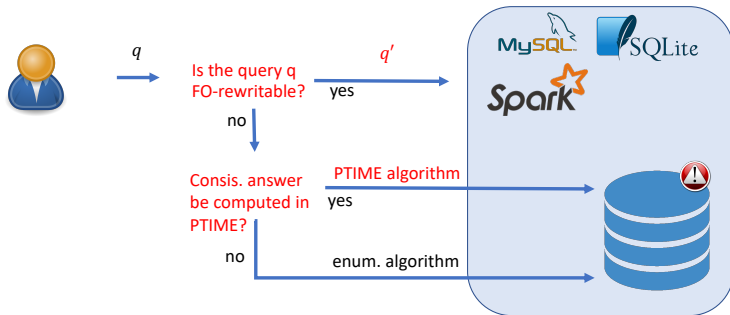 q
Is the query q
FO-rewritable?
q′
yes
no
MySQL™
SQLite
Spark
Consis. answer
be computed in
PTIME?
PTIME algorithm
yes
no
enum. algorithm